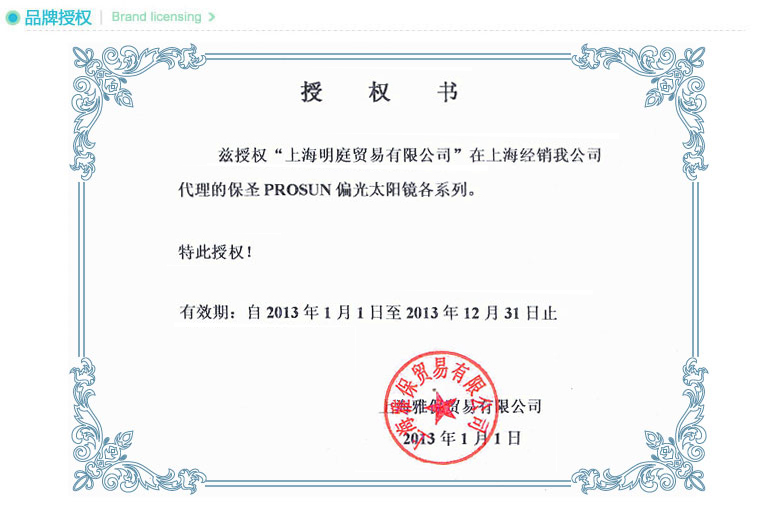 品牌授权 | Brand licensing >
授 权 书
兹授权“上海明庭贸易有限公司”在上海经销我公司
代理的保圣 PROSUN 偏光太阳镜各系列。
特此授权!
有效期：自 2013 年 1 月 1 日至 2013 年 12 月 31 日止
上海雅保贸易有限公司
上海雅保贸易有限公司
2013 年 1 月 1 日